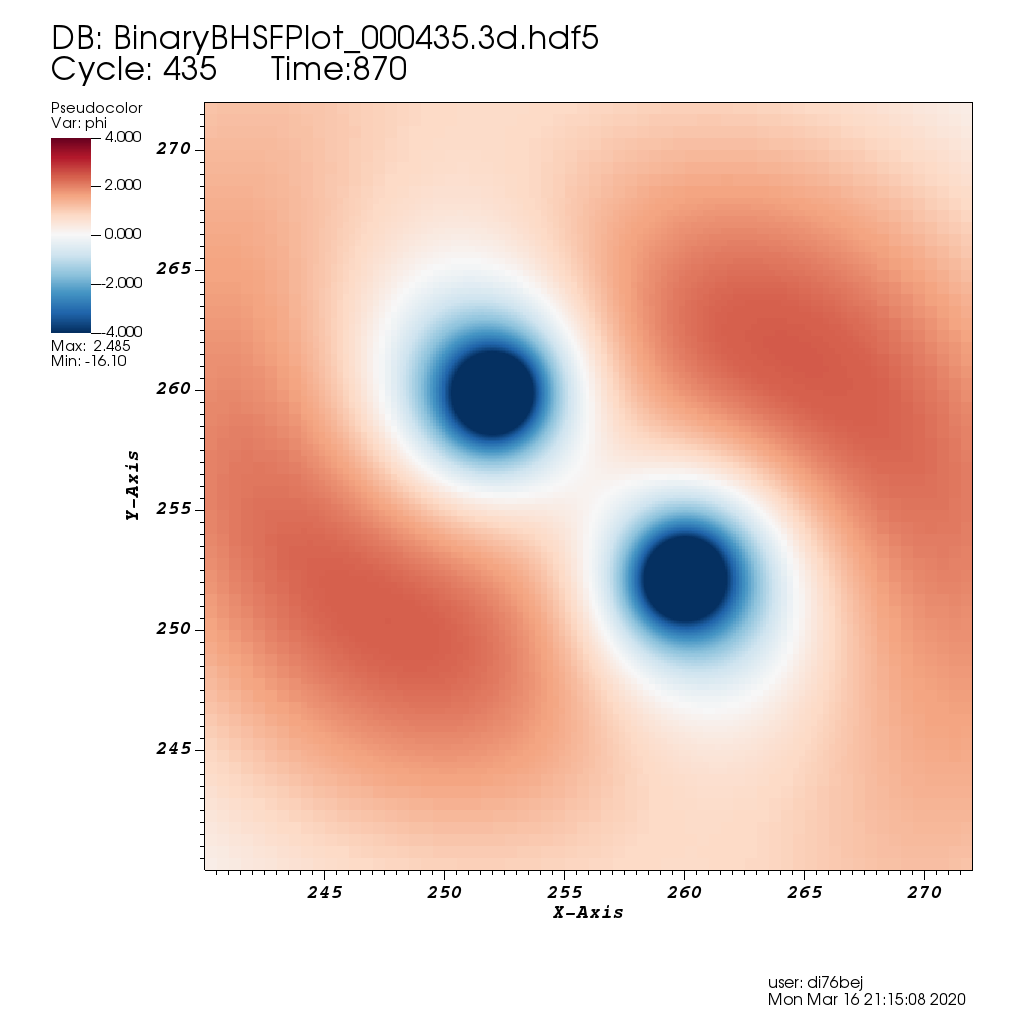 DB: BinaryBHSFPlot_000435.3d.hdf5
Cycle: 435 Time:870
Pseudocolor
Var: phi
4.000
2.000
0.000
-2.000
-4.000
Max: 2.485
Min: -16.10
270
265
260
255
250
245
Y-Axis
245 250 255 260 265 270
X-Axis
user: di76bej
Mon Mar 16 21:15:08 2020